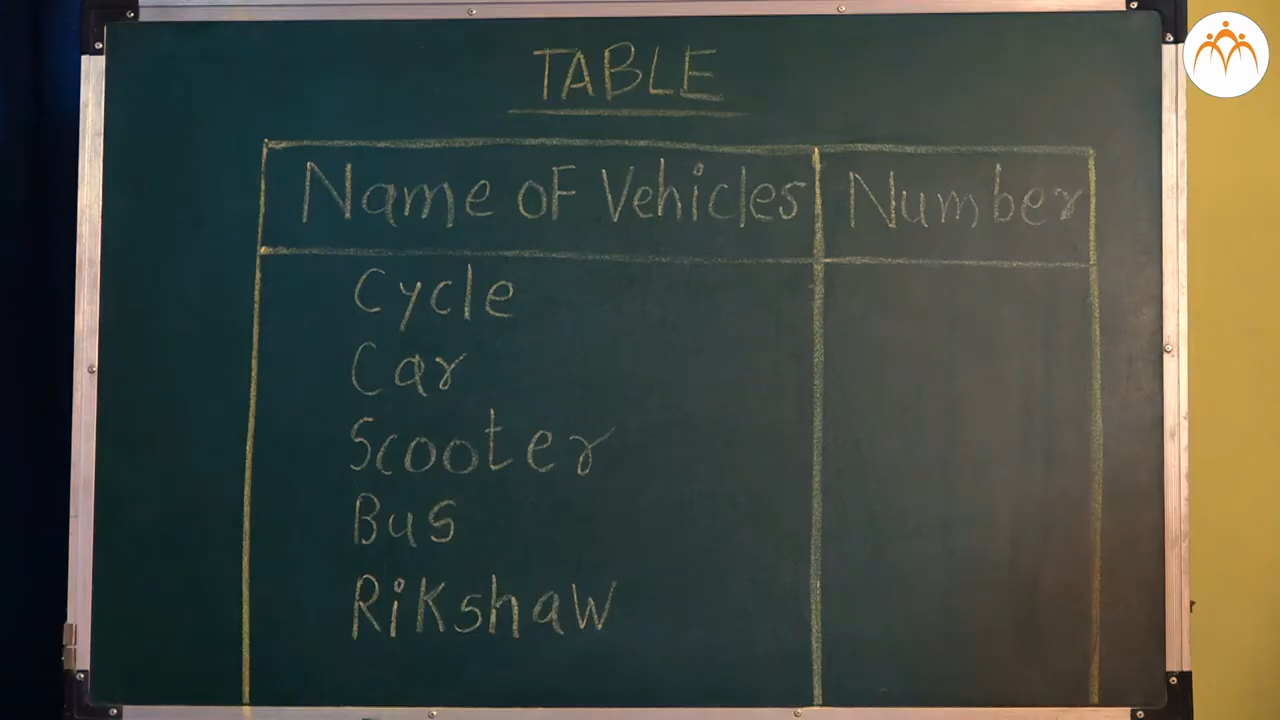 TABLE
Name oF Vehicles Number
Cycle
Car
Scooter
Bus
RiKshaw